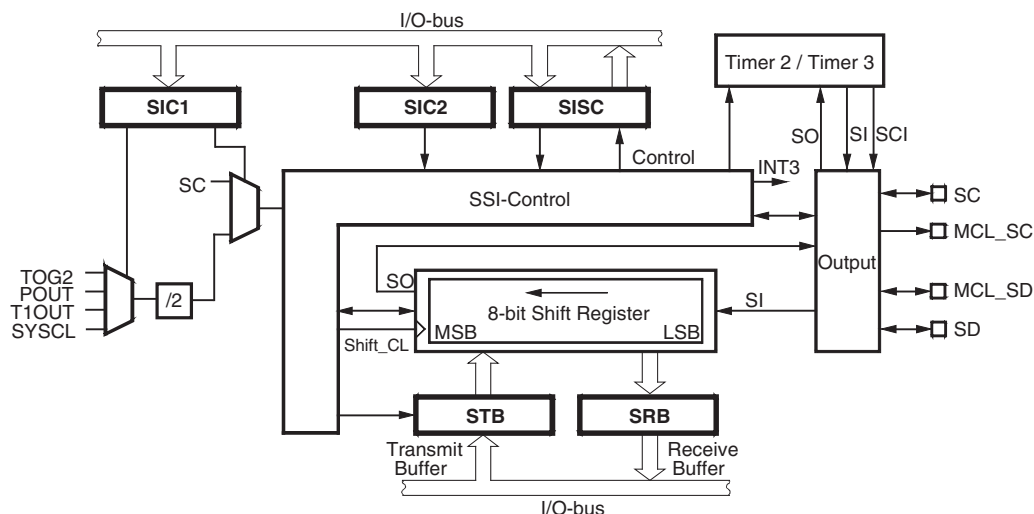 I/O-bus
Timer 2 / Timer 3
SIC1
SIC2
SISC
SO
SI
SCI
Control
INT3
SC
SSI-Control
SC
MCL_SC
Output
TOG2
POUT
T1OUT
SYSCL
/2
SO
8-bit Shift Register
MSB
LSB
SI
MCL_SD
SD
Shift_CL
STB
SRB
Transmit
Buffer
Receive
Buffer
I/O-bus